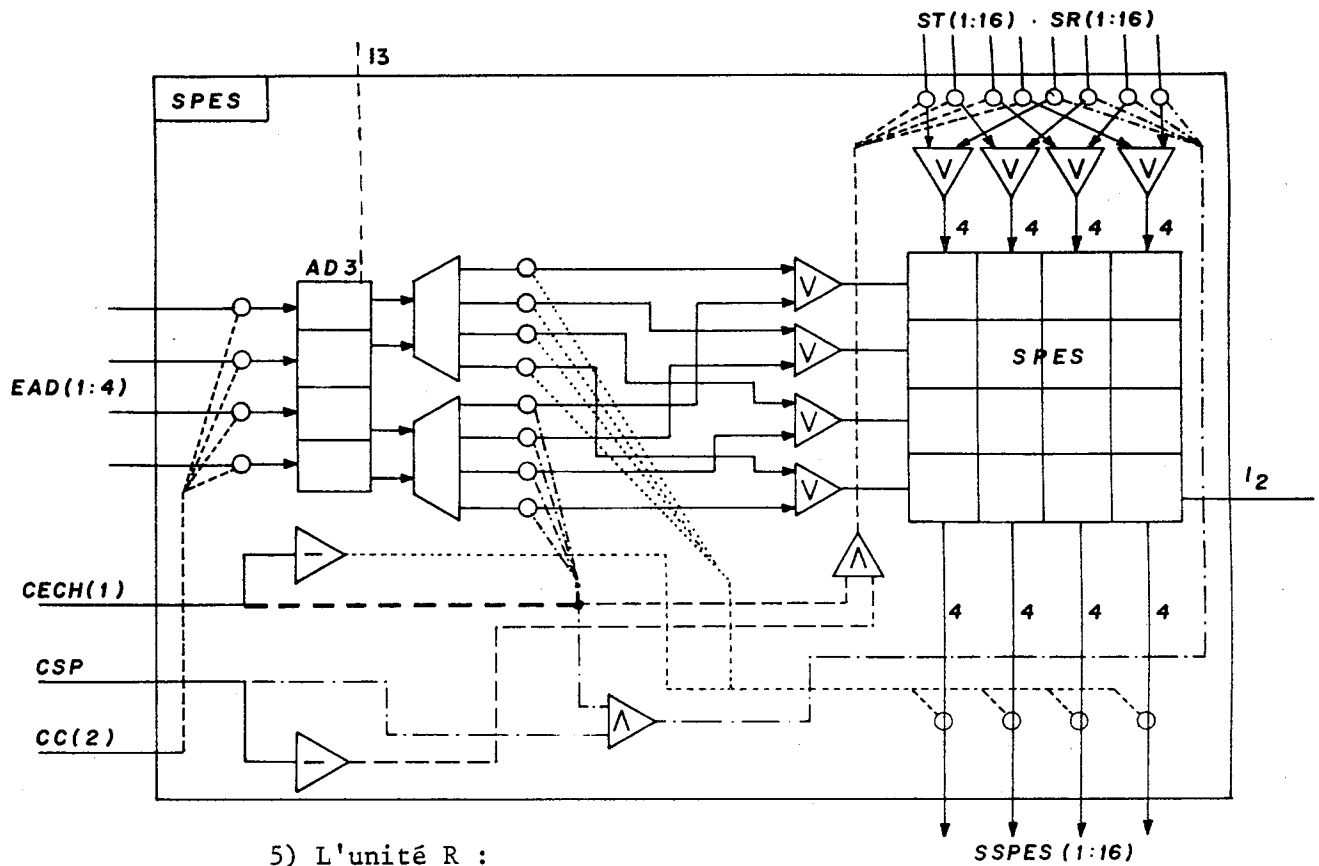 ST(1:16) . SR(1:16)
13
SPES
V V V V
4 4 4 4
AD3
V
V
SPES
EAD(1:4)
V
V
I2
−
Λ
CECH(1)
4 4 4 4
CSP
Λ
CC(2)
−
5) L'unité R :
SSPES (1:16)